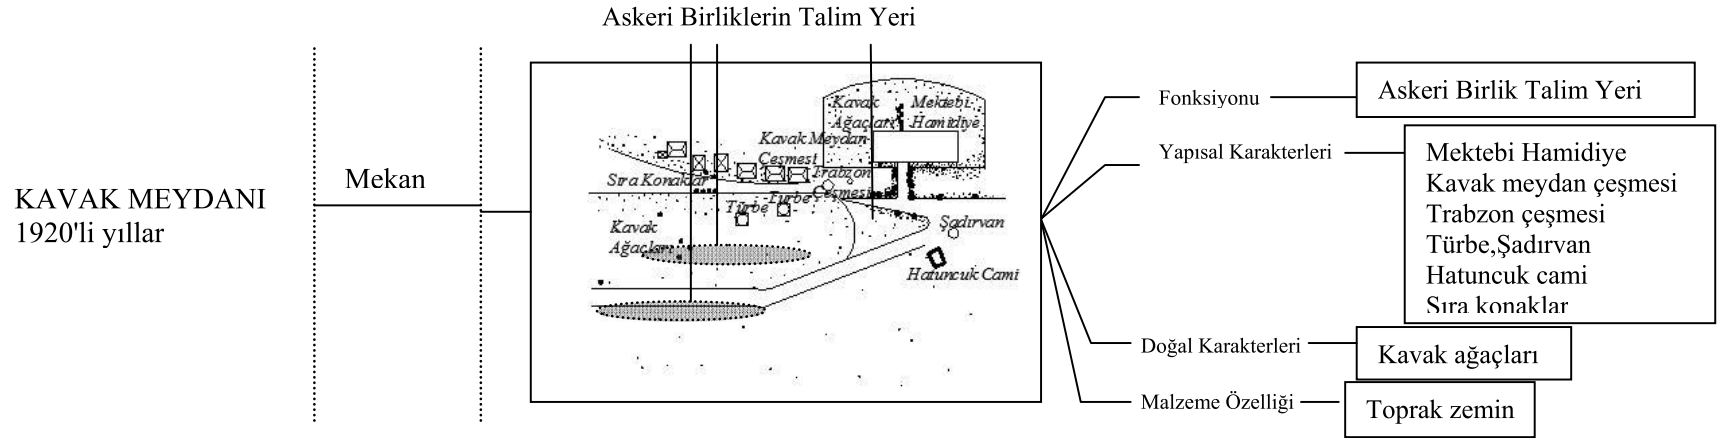 Askeri Birliklerin Talim Yeri
KAVAK MEYDANI
1920'li yıllar
Mekan
Kavak
Ağaçları
Mektebi
Hamidiye
Kavak Meydan
Çeşmesi
Trabzon
Çeşmesi
Sıra Konaklar
Türbe
Türbe
Kavak
Ağaçları
Şadırvan
Hatuncuk Cami
Fonksiyonu
Askeri Birlik Talim Yeri
Yapısal Karakterleri
Mektebi Hamidiye
Kavak meydan çeşmesi
Trabzon çeşmesi
Türbe,Şadırvan
Hatuncuk cami
Sıra konaklar
Doğal Karakterleri
Kavak ağaçları
Malzeme Özelliği
Toprak zemin